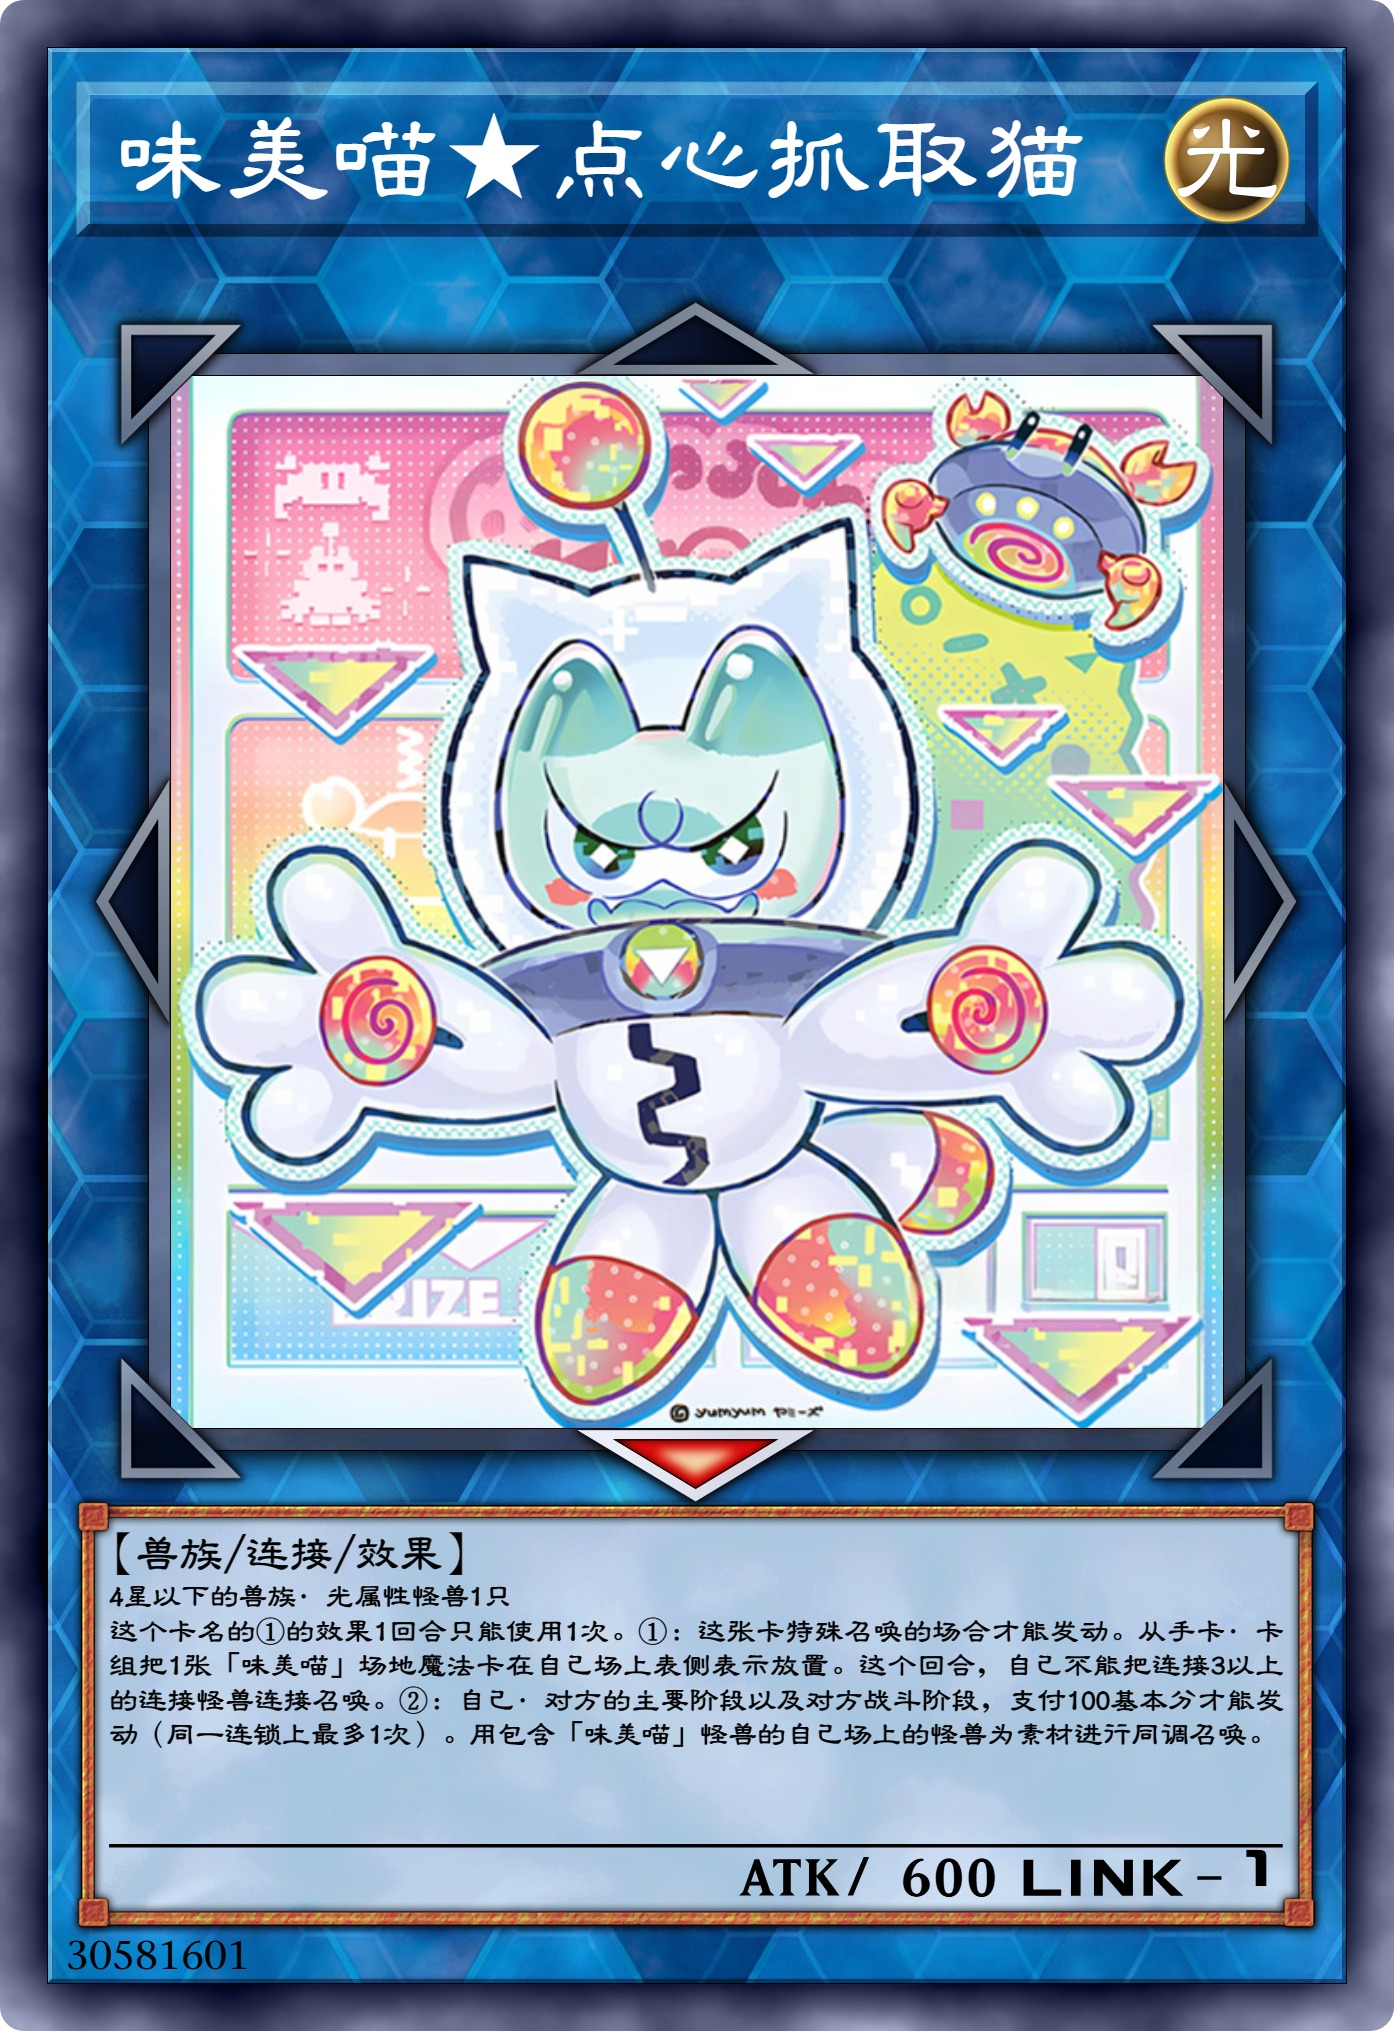 味美喵★点心抓取猫 光
PRIZE
yumyum ヤミーズ
【兽族/连接/效果】
4星以下的兽族·光属性怪兽1只
这个卡名的①的效果1回合只能使用1次。①：这张卡特殊召唤的场合才能发动。从手卡·卡
组把1张「味美喵」场地魔法卡在自己场上表侧表示放置。这个回合，自己不能把连接3以上
的连接怪兽连接召唤。②：自己·对方的主要阶段以及对方战斗阶段，支付100基本分才能发
动（同一连锁上最多1次）。用包含「味美喵」怪兽的自己场上的怪兽为素材进行同调召唤。
ATK/ 600 LINK-1
30581601